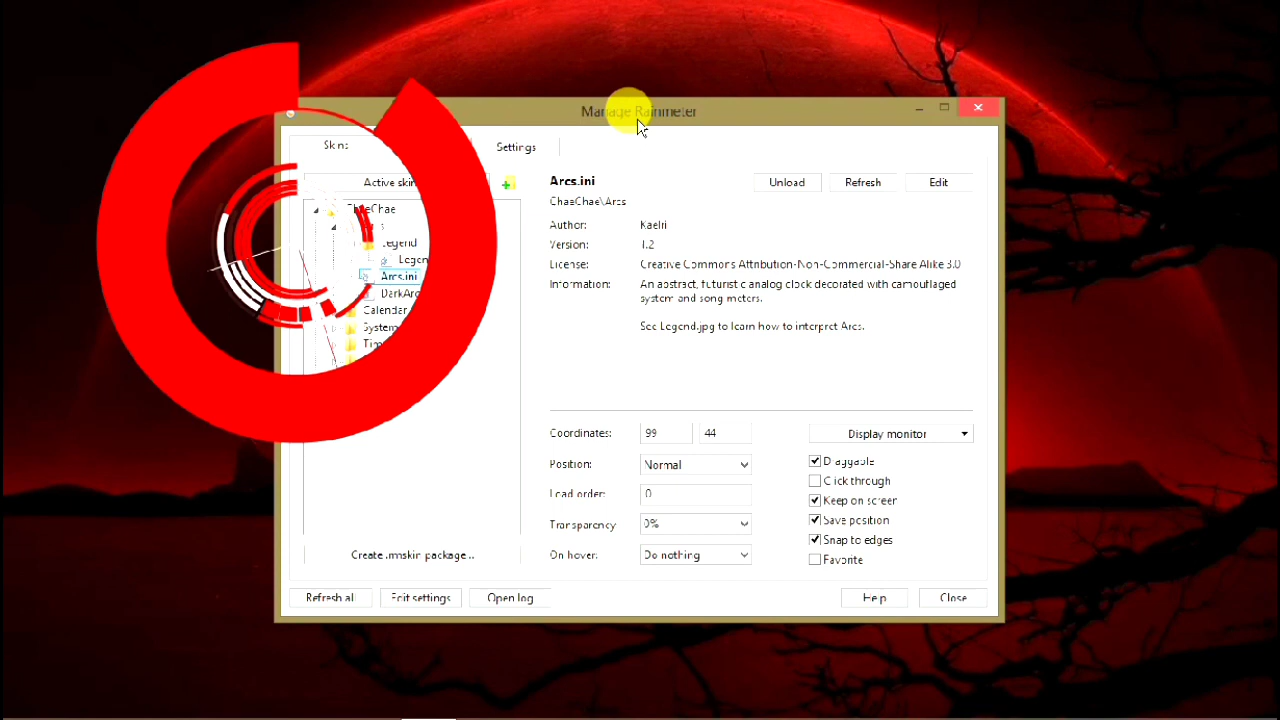 Manage Rainmeter
Skins
Settings
Active skin
Arcs.ini
Unload
Refresh
Edit
ChaeChae\Arcs
Author:
Kaelri
Version:
1.2
License:
Creative Commons Attribution-Non-Commercial-Share Alike 3.0
Information:
An abstract, futuristic analog clock decorated with camouflaged
system and song meters.
See Legend.jpg to learn how to interpret Arcs.
Arcs.ini
Calendar
Coordinates:
99
44
Display monitor
Position:
Normal
Draggable
Click through
Load order:
0
Keep on screen
Transparency
0%
Save position
Snap to edges
On hover:
Do nothing
Favorite
Create .rmskin package...
Refresh all
Edit settings
Open log
Help
Close